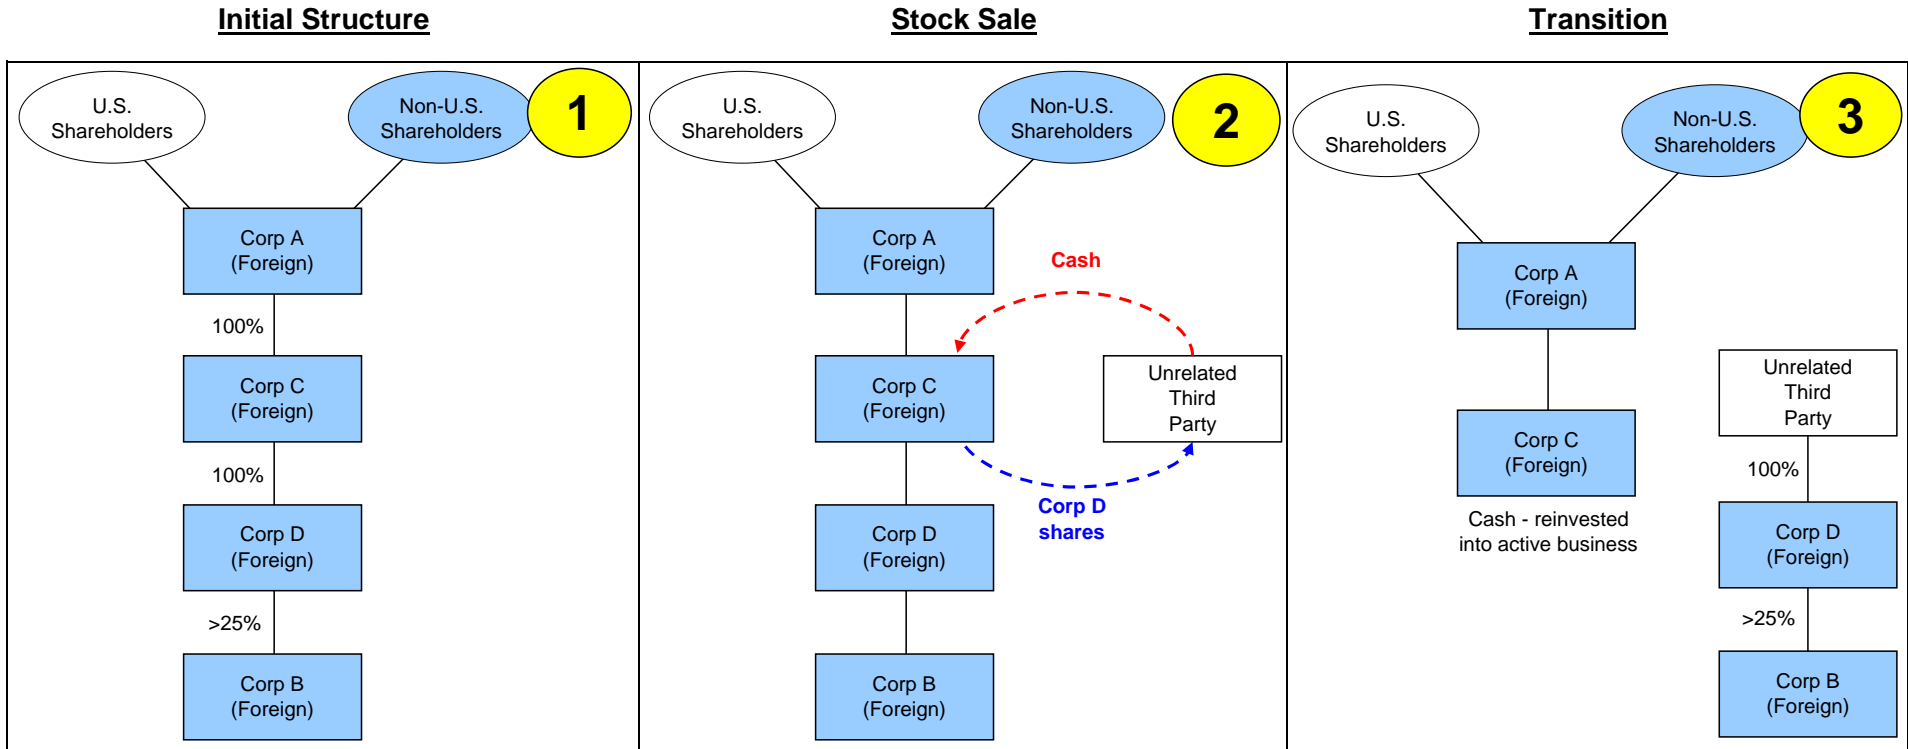 Initial Structure
Stock Sale
Transition
U.S.
Shareholders
Non-U.S.
Shareholders
1
Corp A
(Foreign)
100%
Corp C
(Foreign)
100%
Corp D
(Foreign)
>25%
Corp B
(Foreign)
U.S.
Shareholders
Non-U.S.
Shareholders
2
Corp A
(Foreign)
Cash
Corp C
(Foreign)
Unrelated
Third
Party
Corp D
shares
Corp D
(Foreign)
Corp B
(Foreign)
U.S.
Shareholders
Non-U.S.
Shareholders
3
Corp A
(Foreign)
Corp C
(Foreign)
Cash - reinvested
into active business
Unrelated
Third
Party
100%
Corp D
(Foreign)
>25%
Corp B
(Foreign)